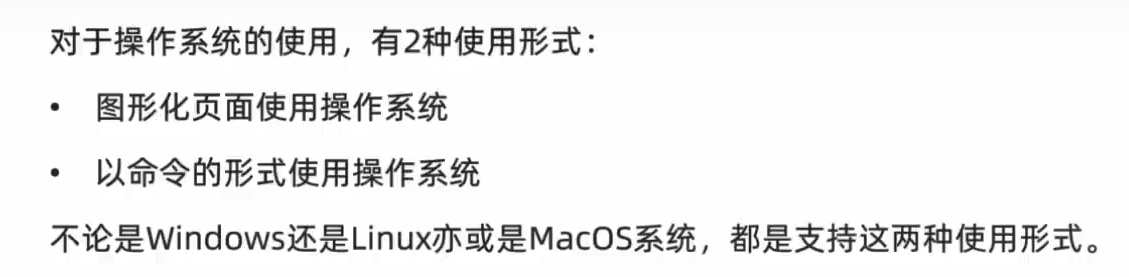 对于操作系统的使用，有2种使用形式：
• 图形化页面使用操作系统
• 以命令的形式使用操作系统
不论是Windows还是Linux亦或是MacOS系统，都是支持这两种使用形式。